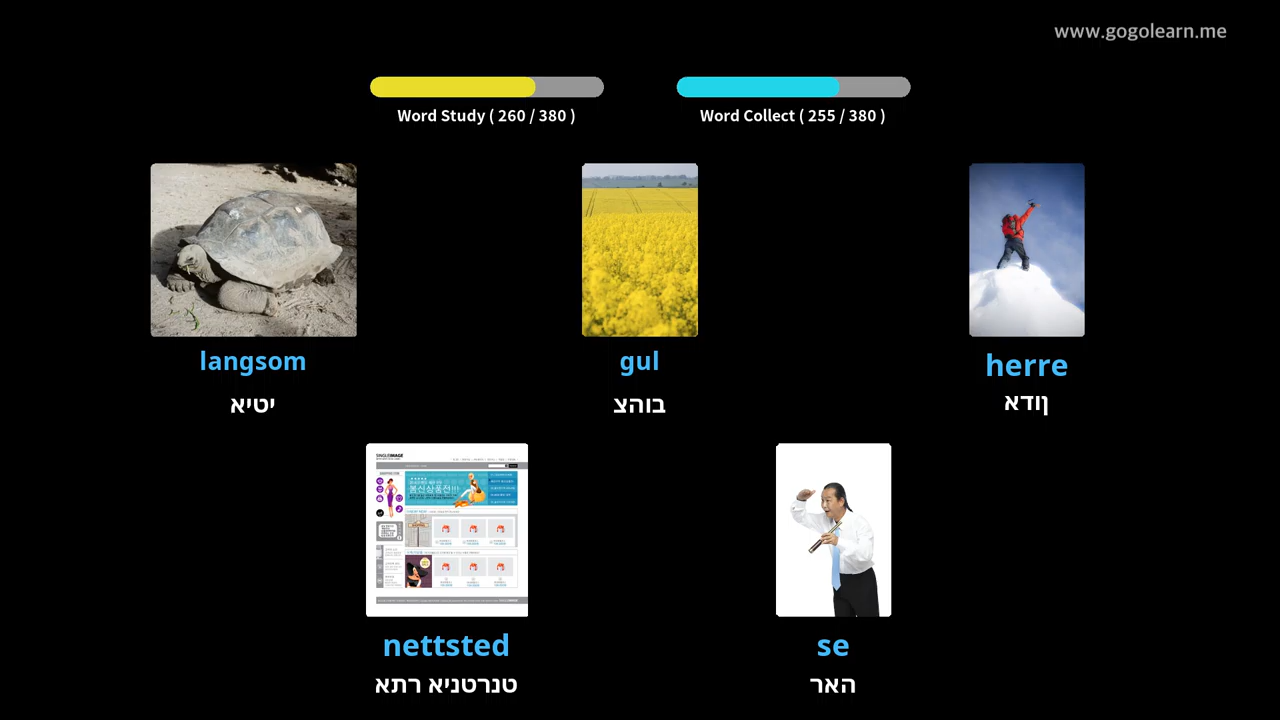 www.gogolearn.me
Word Study ( 260 / 380 )
Word Collect ( 255 / 380 )
langsom
איטי
gul
צהוב
herre
אדון
nettsted
אתר אינטרנט
se
ראה